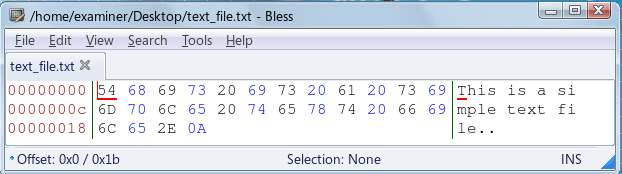 /home/examiner/Desktop/text_file.txt - Bless
File Edit View Search Tools Help
text_file.txt
00000000 54 68 69 73 20 69 73 20 61 20 73 69 This is a si
0000000c 6D 70 6C 65 20 74 65 78 74 20 66 69 mple text fi
00000018 6C 65 2E 0A le..
Offset: 0x0 / 0x1b Selection: None INS